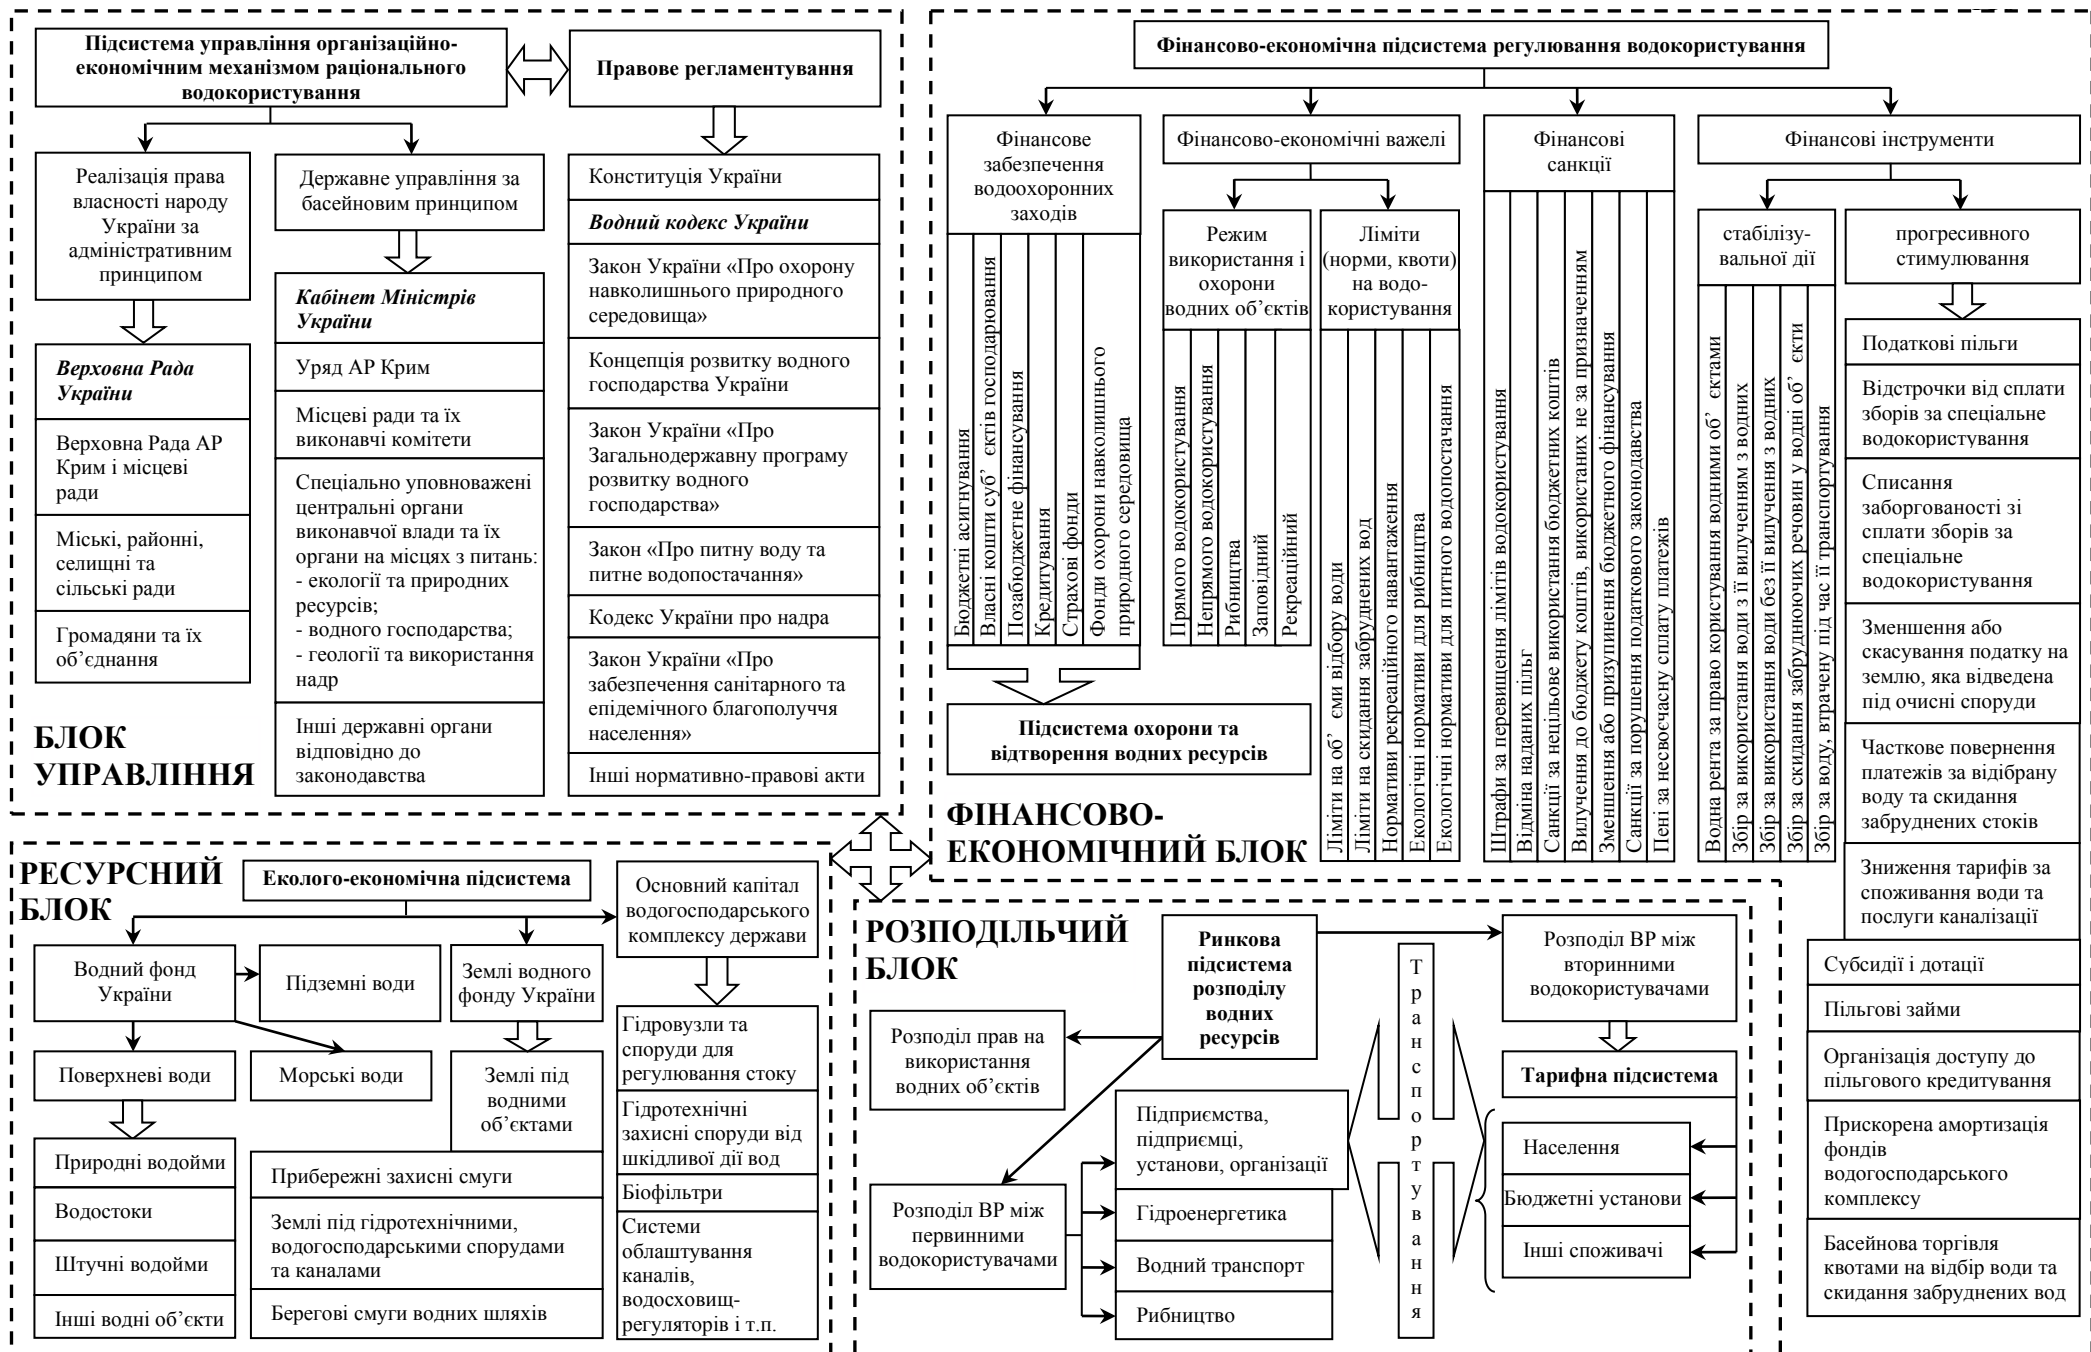 Підсистема управління організаційно-
економічним механізмом раціонального
водокористування
Правове регламентування
Реалізація права
власності народу
України за
адміністративним
принципом
Верховна Рада
України
Верховна Рада АР
Крим і місцеві
ради
Міські, районні,
селищні та
сільські ради
Громадяни та їх
об’єднання
Державне управління за
басейновим принципом
Кабінет Міністрів
України
Уряд АР Крим
Місцеві ради та їх
виконавчі комітети
Спеціально уповноважені
центральні органи
виконавчої влади та їх
органи на місцях з питань:
- екології та природних
ресурсів;
- водного господарства;
- геології та використання
надр
Інші державні органи
відповідно до
законодавства
Конституція України
Водний кодекс України
Закон України «Про охорону
навколишнього природного
середовища»
Концепція розвитку водного
господарства України
Закон України «Про
Загальнодержавну програму
розвитку водного
господарства»
Закон «Про питну воду та
питне водопостачання»
Кодекс України про надра
Закон України «Про
забезпечення санітарного та
епідемічного благополуччя
населення»
Інші нормативно-правові акти
БЛОК
УПРАВЛІННЯ
Фінансово-економічна підсистема регулювання водокористування
Фінансове
забезпечення
водоохоронних
заходів
Бюджетні асигнування
Власні кошти суб’ єктів господарювання
Позабюджетне фінансування
Кредитування
Страхові фонди
Фонди охорони навколишнього
природного середовища
Підсистема охорони та
відтворення водних ресурсів
Фінансово-економічні важелі
Режим
використання і
охорони
водних об’єктів
Прямого водокористування
Непрямого водокористування
Рибництва
Заповідний
Рекреаційний
Ліміти
(норми, квоти)
на водо-
користування
Ліміти на об’ єми відбору води
Ліміти на скидання забруднених вод
Нормативи рекреаційного навантаження
Екологічні нормативи для рибництва
Екологічні нормативи для питного водопостачання
Фінансові
санкції
Штрафи за перевищення лімітів водокористування
Відміна наданих пільг
Санкції за нецільове використання бюджетних коштів
Вилучення до бюджету коштів, використаних не за призначенням
Зменшення або призупинення бюджетного фінансування
Санкції за порушення податкового законодавства
Пені за несвоєчасну сплату платежів
Фінансові інструменти
стабілізу-
вальної дії
Водна рента за право користування водними об’ єктами
Збір за використання води з її вилученням з водних
Збір за використання води без її вилучення з водних
Збір за скидання забруднюючих речовин у водні об’ єкти
Збір за воду, втрачену під час її транспортування
прогресивного
стимулювання
Податкові пільги
Відстрочки від сплати
зборів за спеціальне
водокористування
Списання
заборгованості зі
сплати зборів за
спеціальне
водокористування
Зменшення або
скасування податку на
землю, яка відведена
під очисні споруди
Часткове повернення
платежів за відібрану
воду та скидання
забруднених стоків
Зниження тарифів за
споживання води та
послуги каналізації
Субсидії і дотації
Пільгові займи
Організація доступу до
пільгового кредитування
Прискорена амортизація
фондів
водогосподарського
комплексу
Басейнова торгівля
квотами на відбір води та
скидання забруднених вод
ФІНАНСОВО-
ЕКОНОМІЧНИЙ БЛОК
РЕСУРСНИЙ
БЛОК
Еколого-економічна підсистема
Водний фонд
України
Підземні води
Поверхневі води
Морські води
Природні водойми
Водостоки
Штучні водойми
Інші водні об’єкти
Землі водного
фонду України
Землі під
водними
об’єктами
Прибережні захисні смуги
Землі під гідротехнічними,
водогосподарськими спорудами
та каналами
Берегові смуги водних шляхів
Основний капітал
водогосподарського
комплексу держави
Гідровузли та
споруди для
регулювання стоку
Гідротехнічні
захисні споруди від
шкідливої дії вод
Біофільтри
Системи
облаштування
каналів,
водосховищ-
регуляторів і т.п.
РОЗПОДІЛЬЧИЙ
БЛОК
Ринкова
підсистема
розподілу
водних
ресурсів
Розподіл прав на
використання
водних об’єктів
Розподіл ВР між
первинними
водокористувачами
Підприємства,
підприємці,
установи, організації
Гідроенергетика
Водний транспорт
Рибництво
Транспортування
Розподіл ВР між
вторинними
водокористувачами
Тарифна підсистема
Населення
Бюджетні установи
Інші споживачі